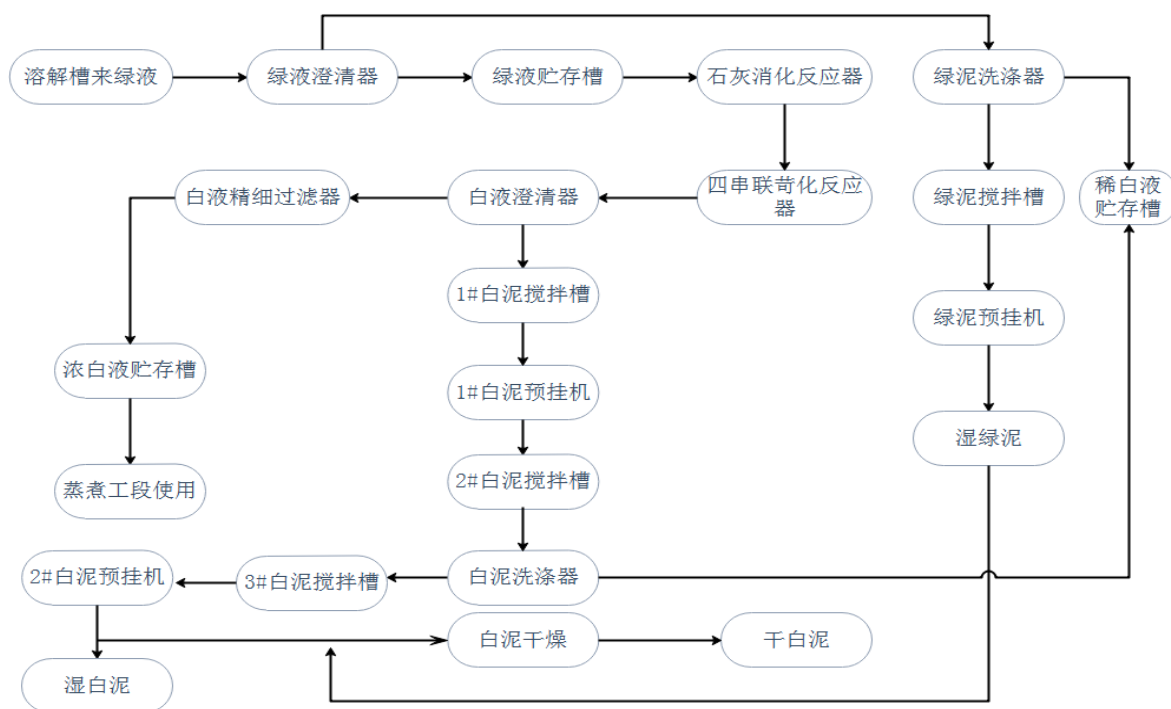 溶解槽来绿液
绿液澄清器
绿液贮存槽
石灰消化反应器
绿泥洗涤器
白液精细过滤器
白液澄清器
四串联苛化反应
器
绿泥搅拌槽
稀白液
贮存槽
1#白泥搅拌槽
绿泥预挂机
浓白液贮存槽
1#白泥预挂机
湿绿泥
蒸煮工段使用
2#白泥搅拌槽
2#白泥预挂机
3#白泥搅拌槽
白泥洗涤器
白泥干燥
干白泥
湿白泥